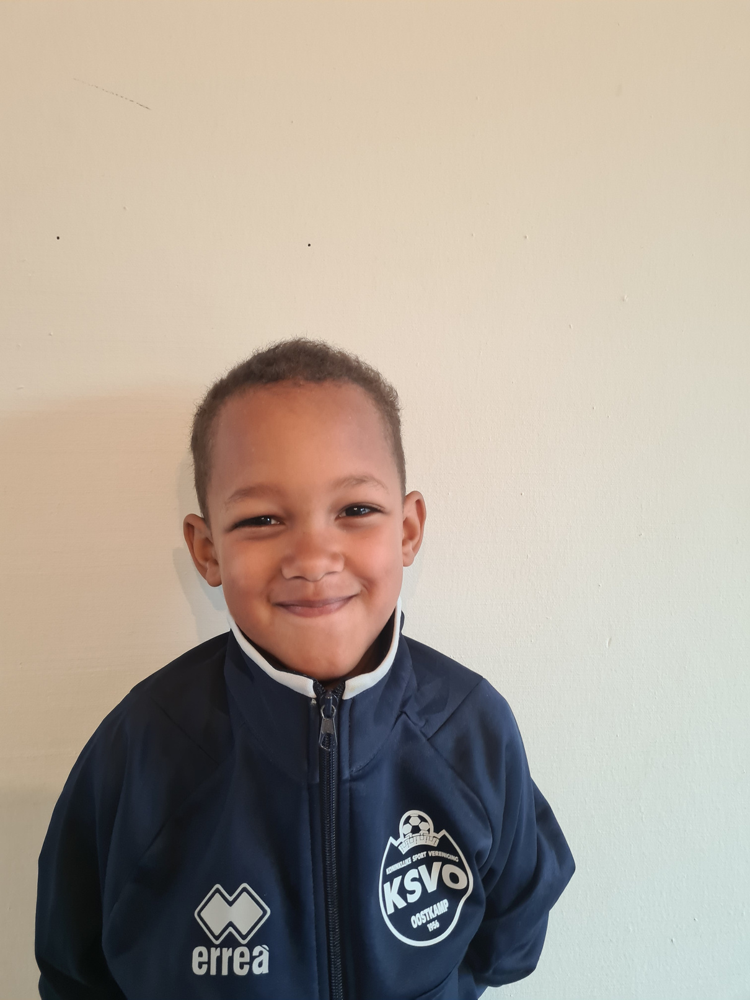 KONINKLIJKE SPORT VERENIGING
KSVO
OOSTKAMP
1956
erreà